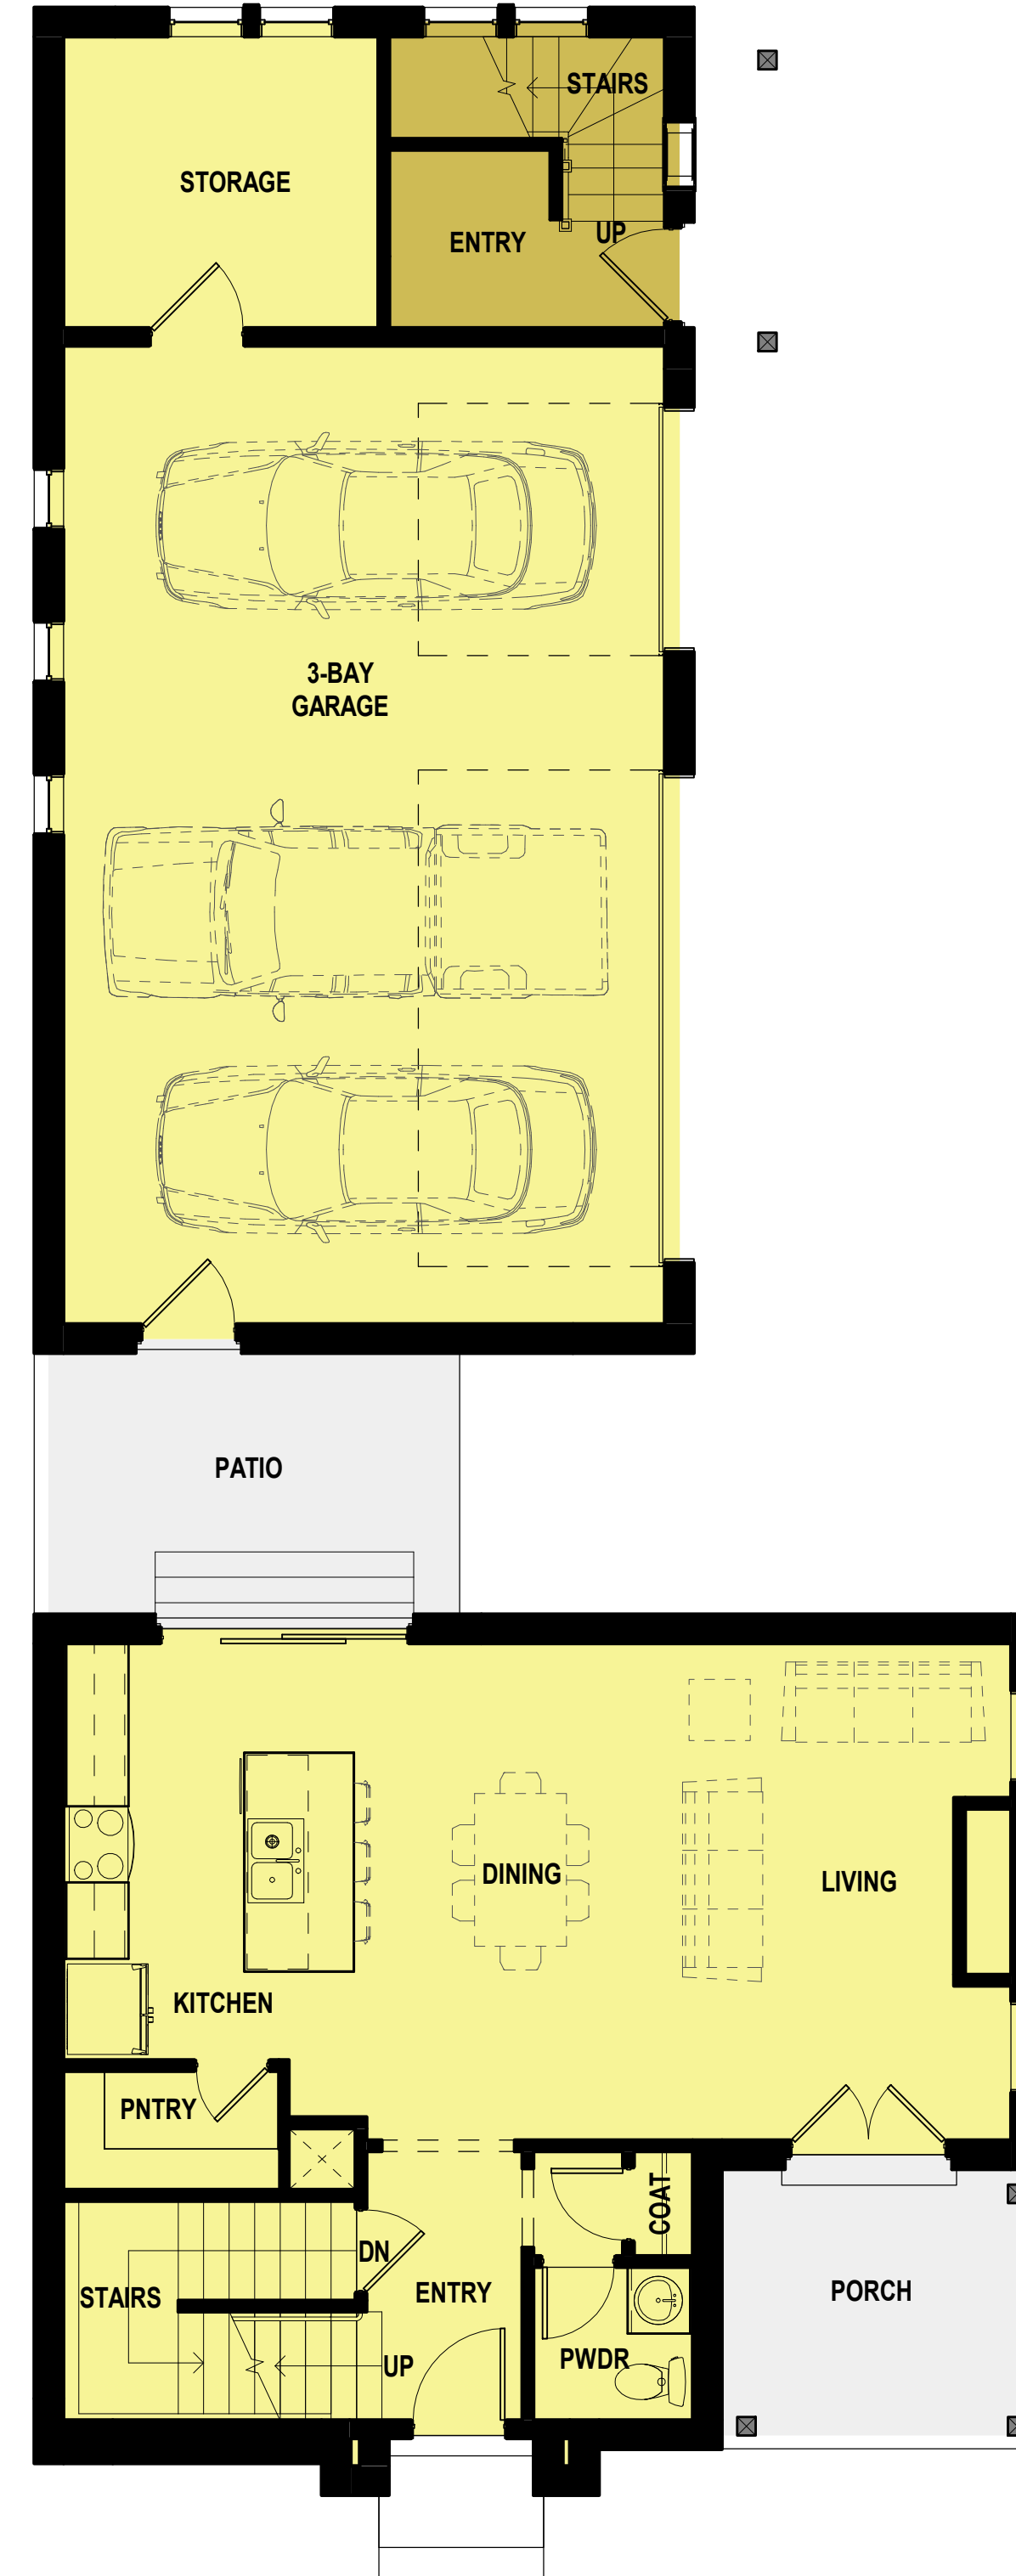 STAIRS
STORAGE
ENTRY
UP
3-BAY
GARAGE
PATIO
DINING
LIVING
KITCHEN
PNTRY
COAT
DN
STAIRS
ENTRY
PORCH
PWDR
UP